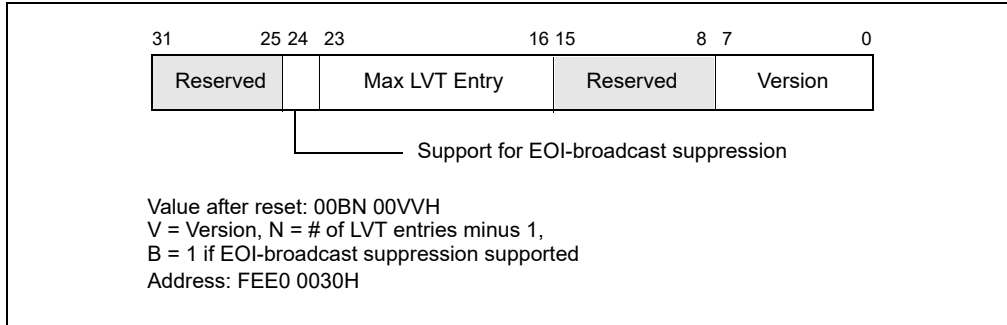 31 25 24 23 16 15 8 7 0
Reserved Max LVT Entry Reserved Version
Support for EOI-broadcast suppression
Value after reset: 00BN 00VVH
V = Version, N = # of LVT entries minus 1,
B = 1 if EOI-broadcast suppression supported
Address: FEE0 0030H